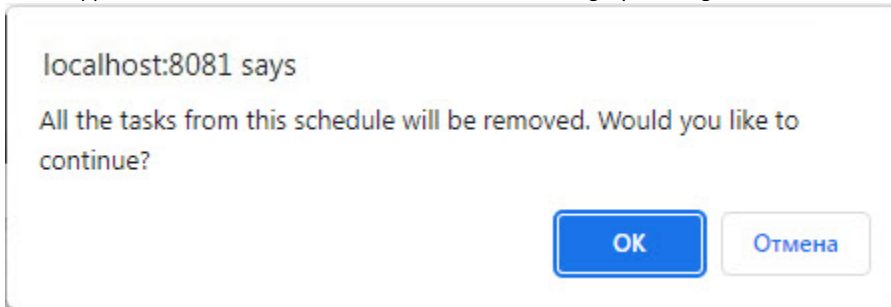 localhost:8081 says
All the tasks from this schedule will be removed. Would you like to
continue?
OK Отмена